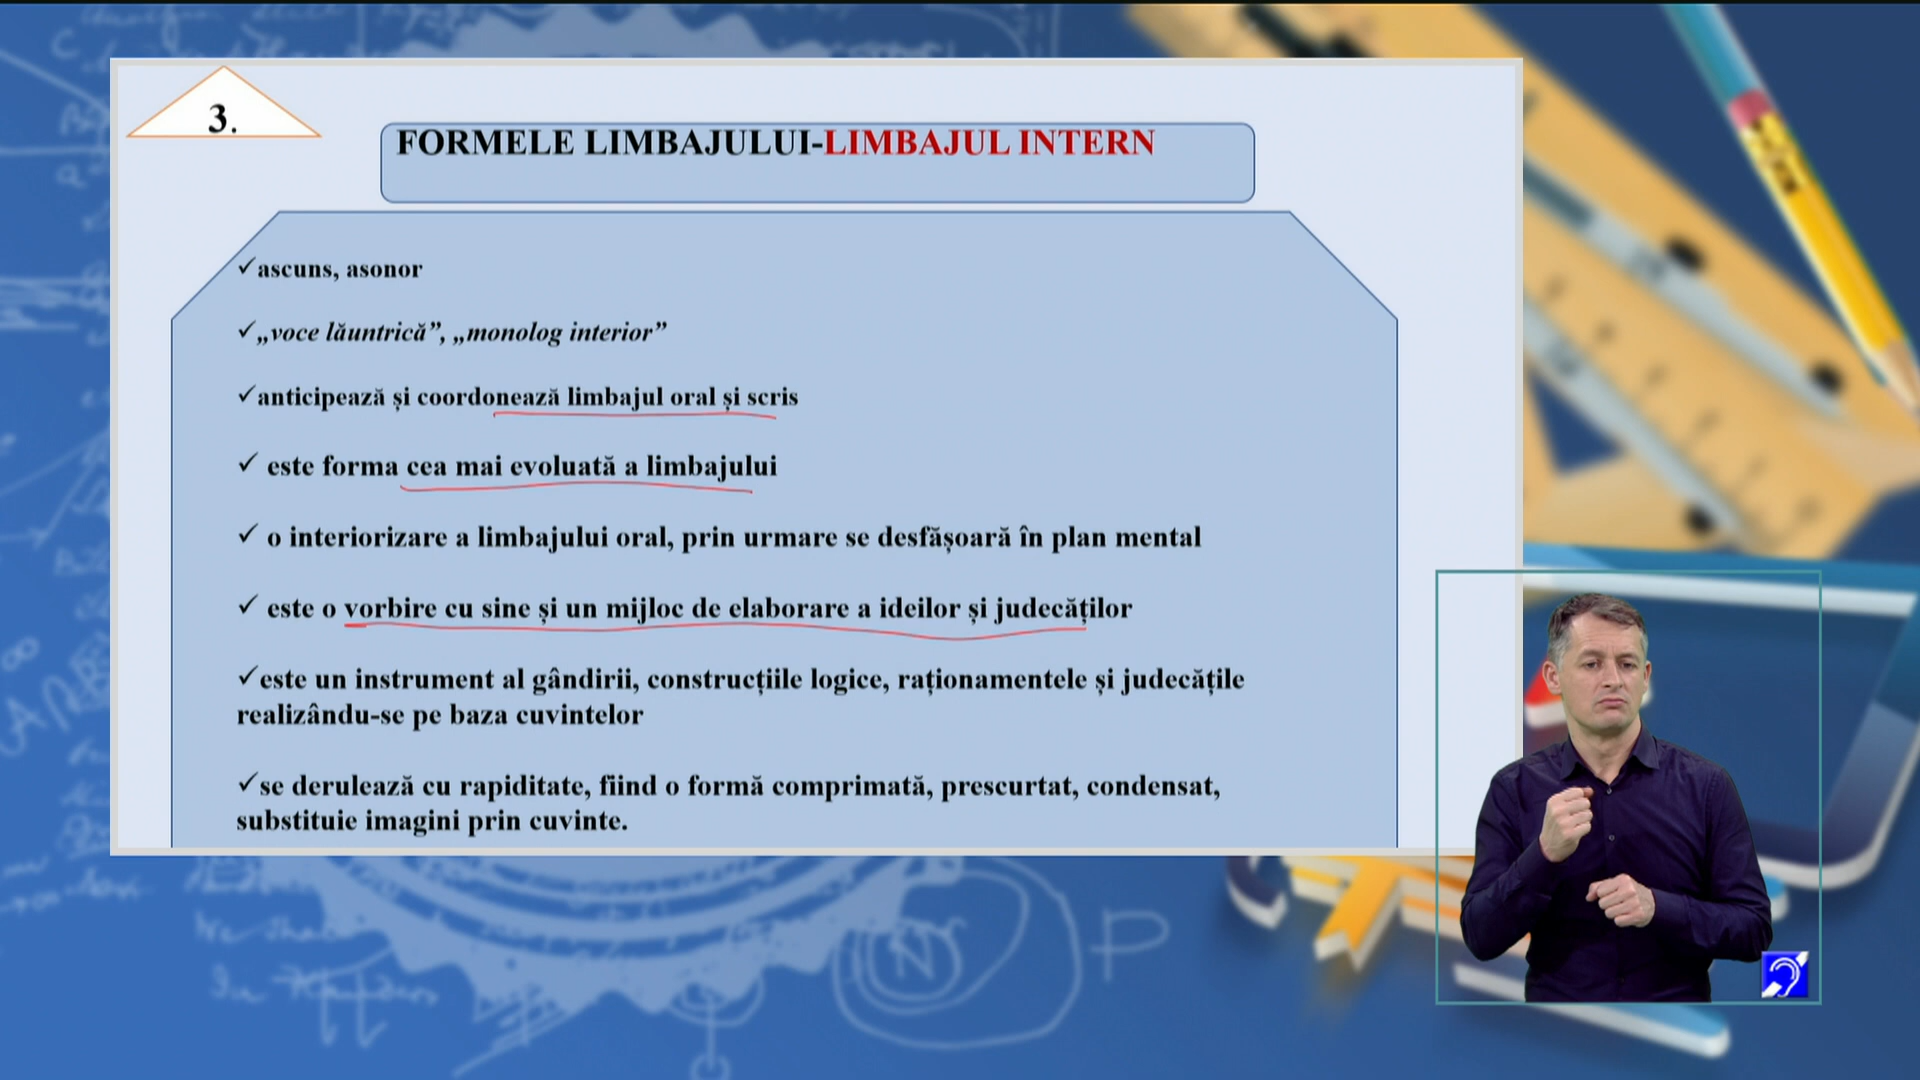 3.
FORMELE LIMBAJULUI-LIMBAJUL INTERN
✓ascuns, asonor
✓„voce lăuntrică”, „monolog interior”
✓anticipează și coordonează limbajul oral și scris
✓ este forma cea mai evoluată a limbajului
✓ o interiorizare a limbajului oral, prin urmare se desfășoară în plan mental
✓ este o vorbire cu sine și un mijloc de elaborare a ideilor și judecăților
✓este un instrument al gândirii, construcțiile logice, raționamentele și judecățile
realizându-se pe baza cuvintelor
✓se derulează cu rapiditate, fiind o formă comprimată, prescurtat, condensat,
substituie imagini prin cuvinte.
N
P